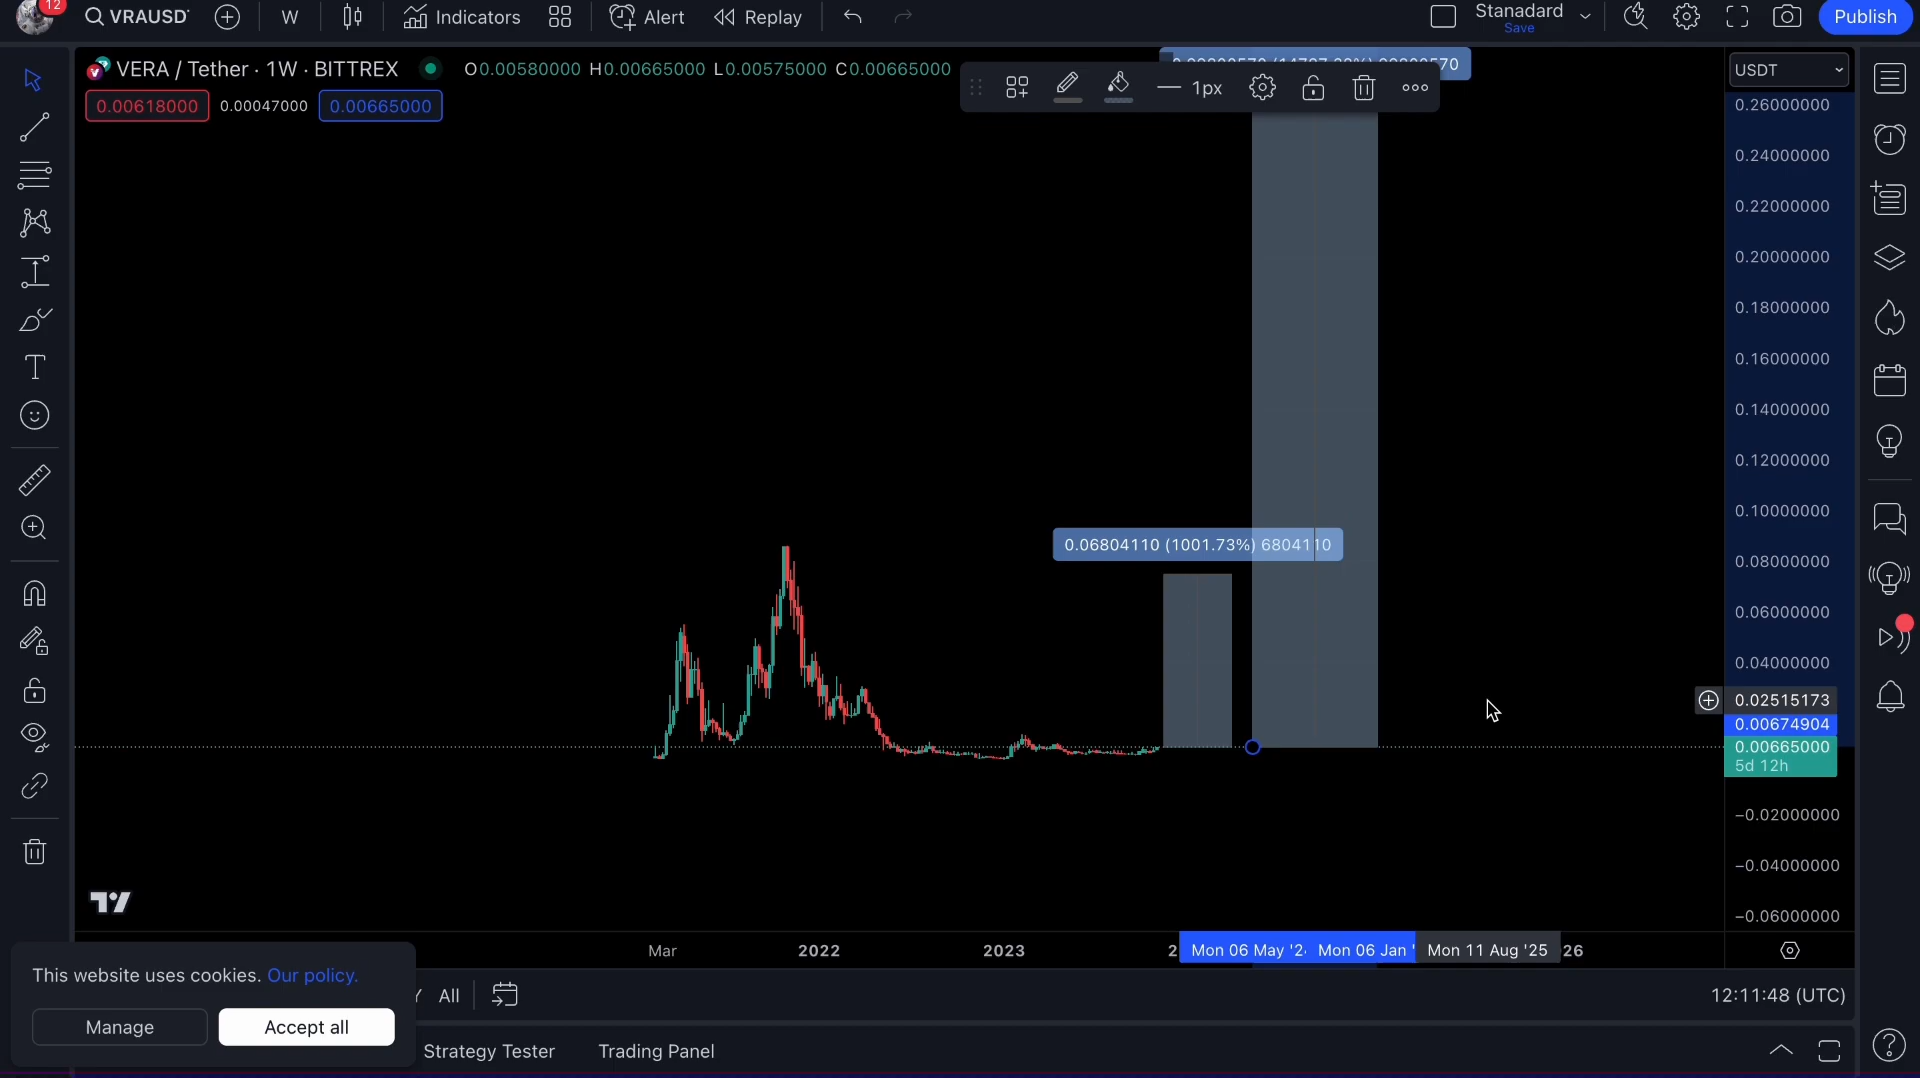 12
VRAUSD
W
Indicators
Alert
Replay
Stanadard
Save
Publish
VERA / Tether · 1W · BITTREX
O0.00580000 H0.00665000 L0.00575000 C0.00665000
0.00618000 0.00047000 0.00665000
1px
USDT
0.26000000
0.24000000
0.22000000
0.20000000
0.18000000
0.16000000
0.14000000
0.12000000
0.10000000
0.06804110 (1001.73%) 6804110
0.08000000
0.06000000
0.04000000
0.02515173
0.00674904
0.00665000
5d 12h
−0.02000000
−0.04000000
−0.06000000
Mar 2022 2023 2 Mon 06 May '2 Mon 06 Jan ' Mon 11 Aug '25 26
This website uses cookies. Our policy.
Manage
Accept all
All
12:11:48 (UTC)
Strategy Tester
Trading Panel